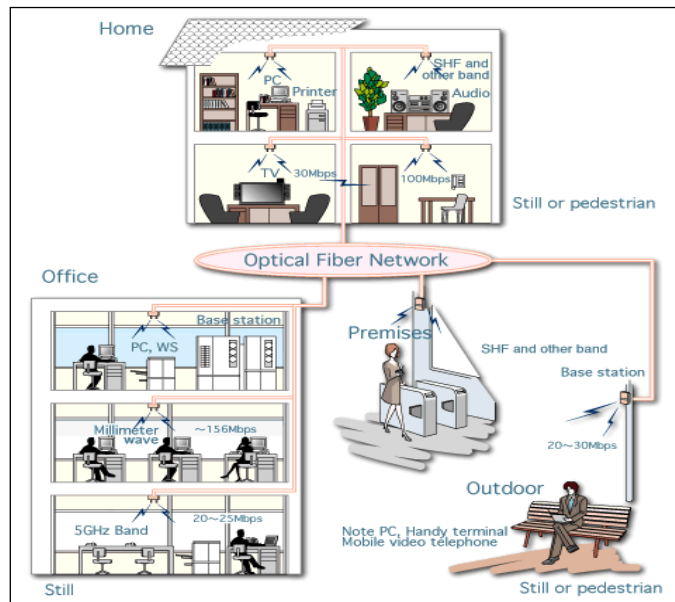 Home
PC
Printer
SHF and
other band
Audio
TV
30Mbps
100Mbps
Still or pedestrian
Optical Fiber Network
Office
Base station
PC, WS
Millimeter
wave
~156Mbps
5GHz Band
20~25Mbps
Still
Premises
SHF and other band
Base station
20~30Mbps
Outdoor
Note PC, Handy terminal
Mobile video telephone
Still or pedestrian